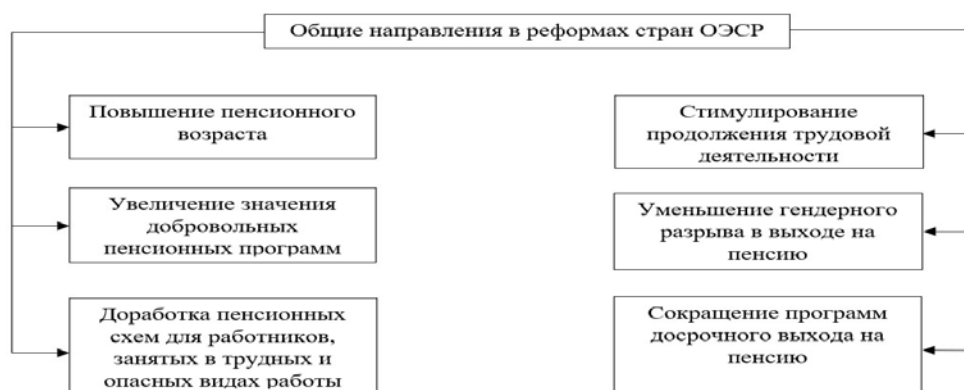 Общие направления в реформах стран ОЭСР
Повышение пенсионного
возраста
Увеличение значения
добровольных
пенсионных программ
Доработка пенсионных
схем для работников,
занятых в трудных и
опасных видах работы
Стимулирование
продолжения трудовой
деятельности
Уменьшение гендерного
разрыва в выходе на
пенсию
Сокращение программ
досрочного выхода на
пенсию